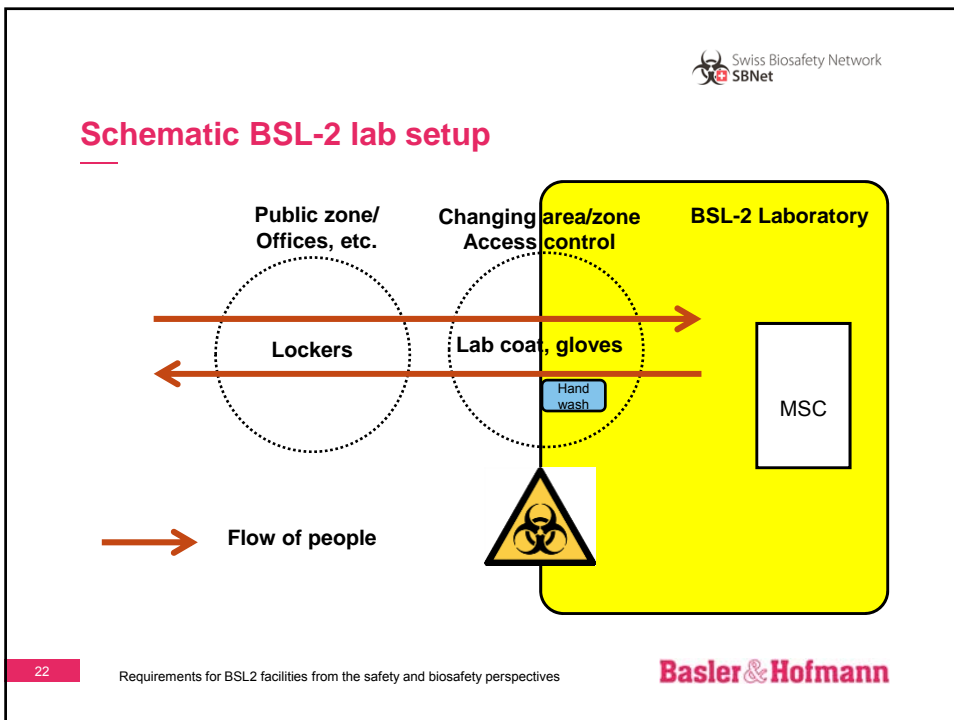 Swiss Biosafety Network
SBNet
Schematic BSL-2 lab setup
Public zone/
Offices, etc.
Changing area/zone
Access control
BSL-2 Laboratory
Lockers
Lab coat, gloves
Hand
wash
MSC
Flow of people
22
Requirements for BSL2 facilities from the safety and biosafety perspectives
Basler & Hofmann